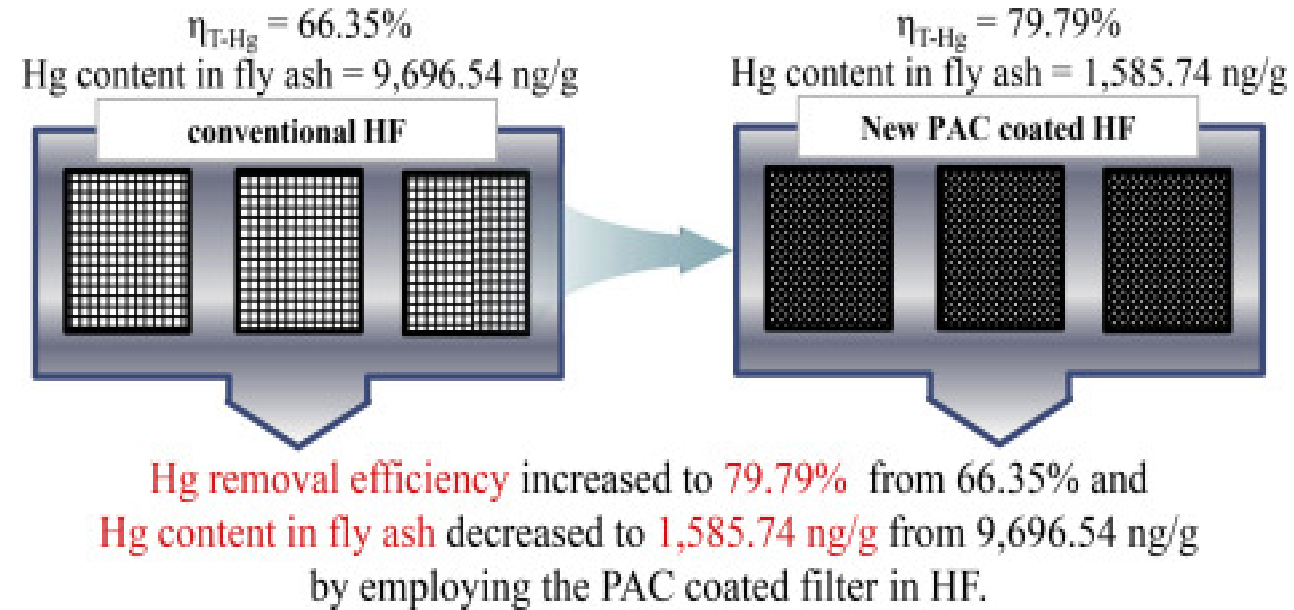 η_T-Hg = 66.35%
Hg content in fly ash = 9,696.54 ng/g
conventional HF
η_T-Hg = 79.79%
Hg content in fly ash = 1,585.74 ng/g
New PAC coated HF
Hg removal efficiency increased to 79.79% from 66.35% and
Hg content in fly ash decreased to 1,585.74 ng/g from 9,696.54 ng/g
by employing the PAC coated filter in HF.